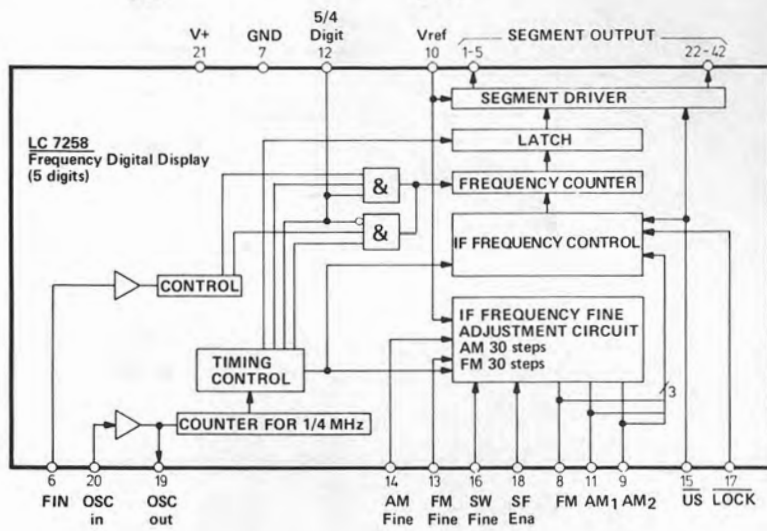 V+ GND 5/4 Digit Vref SEGMENT OUTPUT
21 7 12 10 1-5 22-42
SEGMENT DRIVER
LC 7258
Frequency Digital Display
(5 digits)
LATCH
&
FREQUENCY COUNTER
&
IF FREQUENCY CONTROL
CONTROL
IF FREQUENCY FINE
ADJUSTMENT CIRCUIT
AM 30 steps
FM 30 steps
TIMING
CONTROL
3
COUNTER FOR 1/4 MHz
6 20 19 14 13 16 18 8 11 9 15 17
FIN OSC in OSC out AM Fine FM Fine SW Fine SF Ena FM AM1 AM2 US LOCK